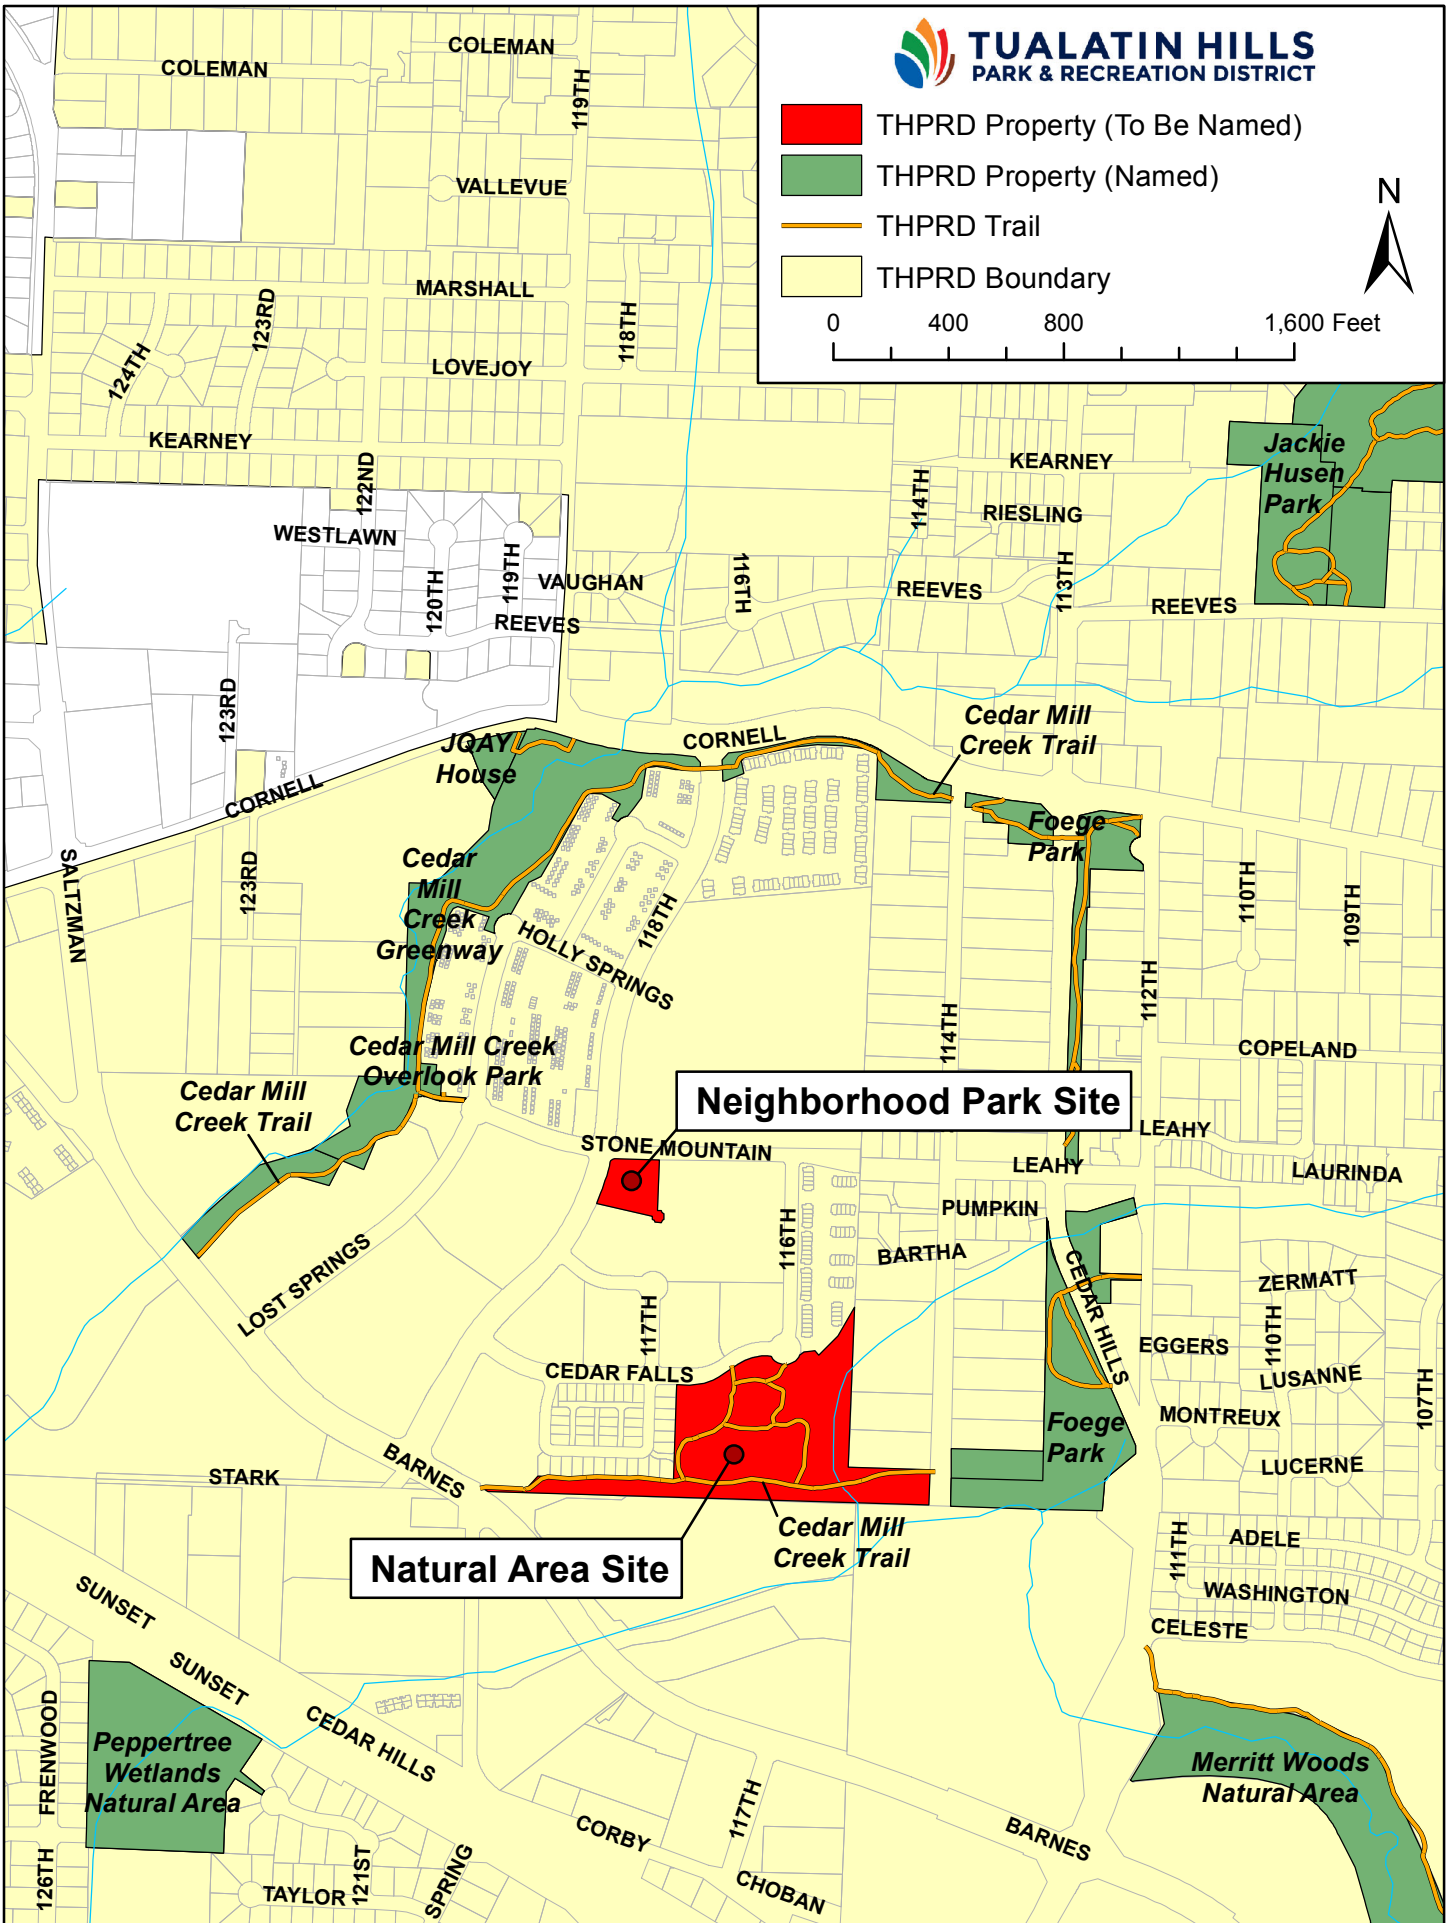 TUALATIN HILLS
PARK & RECREATION DISTRICT
THPRD Property (To Be Named)
THPRD Property (Named)
THPRD Trail
THPRD Boundary
N
0 400 800 1,600 Feet
COLEMAN
COLEMAN
119TH
VALLEVUE
MARSHALL
123RD
118TH
124TH
LOVEJOY
KEARNEY
122ND
KEARNEY
Jackie
Husen
Park
114TH
RIESLING
WESTLAWN
120TH
119TH
VAUGHAN
116TH
113TH
REEVES
REEVES
REEVES
123RD
CORNELL
Cedar Mill
Creek Trail
JQAY
House
CORNELL
Foege
Park
SALTZMAN
123RD
Cedar
Mill
Creek
Greenway
118TH
HOLLY SPRINGS
110TH
109TH
112TH
114TH
COPELAND
Cedar Mill Creek
Overlook Park
Cedar Mill
Creek Trail
Neighborhood Park Site
STONE MOUNTAIN
LEAHY
LEAHY
LAURINDA
PUMPKIN
116TH
BARTHA
LOST SPRINGS
117TH
CEDAR HILLS
ZERMATT
110TH
EGGERS
LUSANNE
107TH
CEDAR FALLS
MONTREUX
Foege
Park
LUCERNE
BARNES
STARK
Cedar Mill
Creek Trail
Natural Area Site
111TH
ADELE
WASHINGTON
CELESTE
SUNSET
SUNSET
CEDAR HILLS
FRENWOOD
Peppertree
Wetlands
Natural Area
Merritt Woods
Natural Area
117TH
CORBY
BARNES
126TH
TAYLOR
121ST
SPRING
CHOBAN